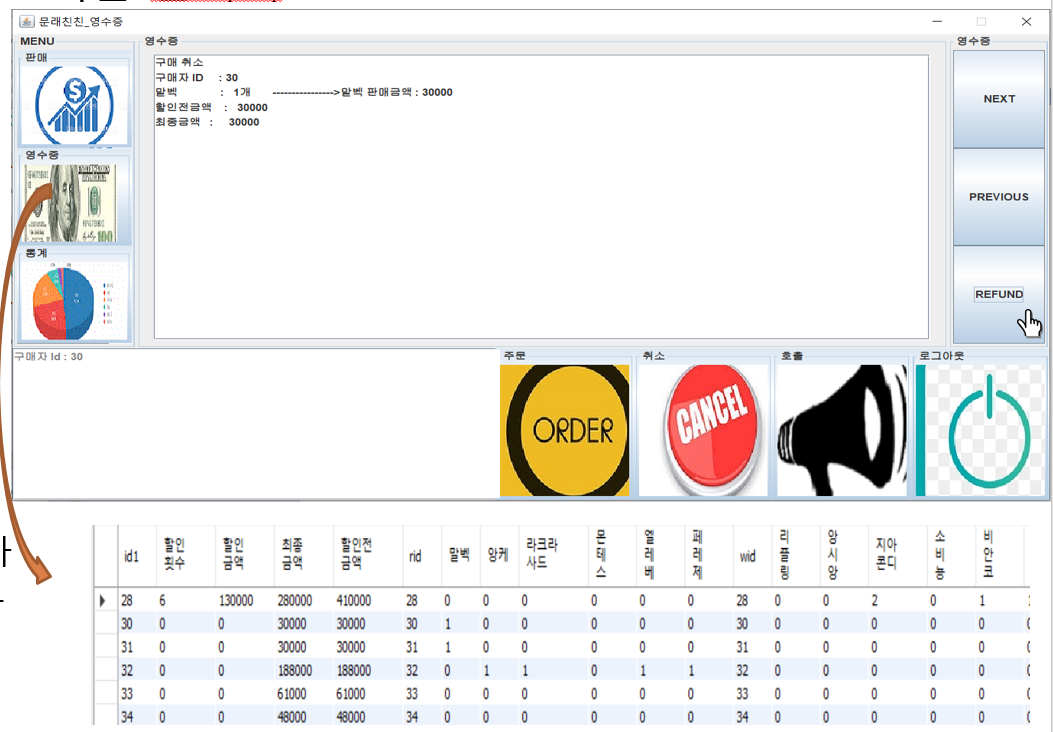 문래친친_영수증
MENU
판매
영수증
통계
영수증
구매 취소
구매자 ID : 30
말벡 : 1개 ---------------->말벡 판매금액 : 30000
할인전금액 : 30000
최종금액 : 30000
영수증
NEXT
PREVIOUS
REFUND
구매자 Id : 30
주문
ORDER
취소
CANCEL
호출
로그아웃
id1 할인횟수 할인금액 최종금액 할인전금액 rid 말벡 앙케 라크라사드 몬테스 옐레베 페레제 wid 리플링 앙시앙 지아콘디 소비뇽 비안코
28 6 130000 280000 410000 28 0 0 0 0 0 0 28 0 0 2 0 1
30 0 0 30000 30000 30 1 0 0 0 0 0 30 0 0 0 0 0
31 0 0 30000 30000 31 1 0 0 0 0 0 31 0 0 0 0 0
32 0 0 188000 188000 32 0 1 1 0 1 1 32 0 0 0 0 0
33 0 0 61000 61000 33 0 0 0 0 0 0 33 0 0 0 0 0
34 0 0 48000 48000 34 0 0 0 0 0 0 34 0 0 0 0 0